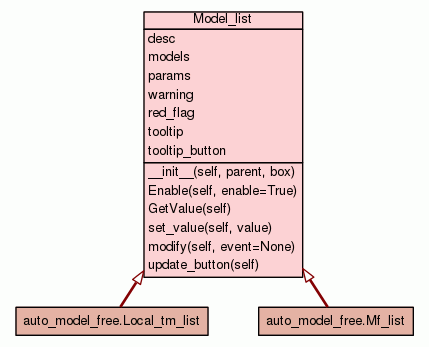 Model_list
desc
models
params
warning
red_flag
tooltip
tooltip_button
__init__(self, parent, box)
Enable(self, enable=True)
GetValue(self)
set_value(self, value)
modify(self, event=None)
update_button(self)
auto_model_free.Local_tm_list
auto_model_free.Mf_list